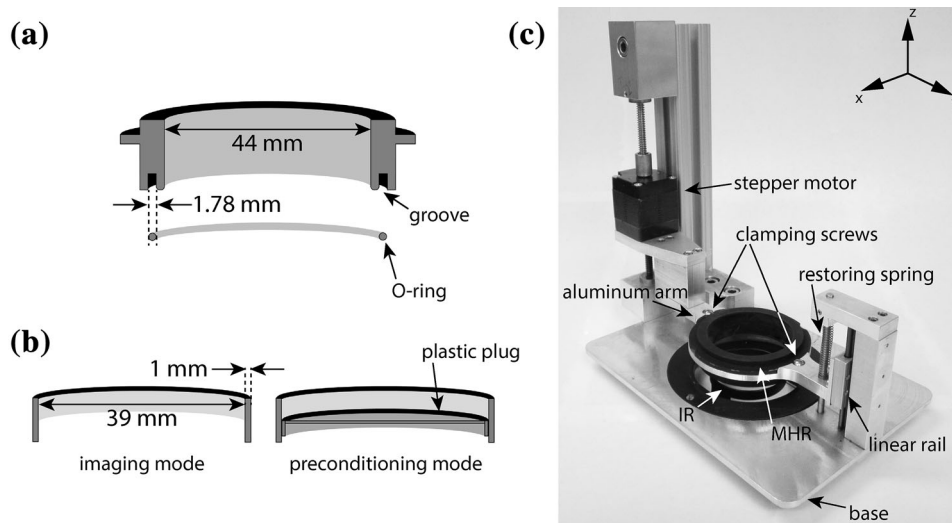 (a)
44 mm
1.78 mm
groove
O-ring
(b)
plastic plug
1 mm
39 mm
imaging mode
preconditioning mode
(c)
z
x
stepper motor
clamping screws
restoring spring
aluminum arm
IR
MHR
linear rail
base